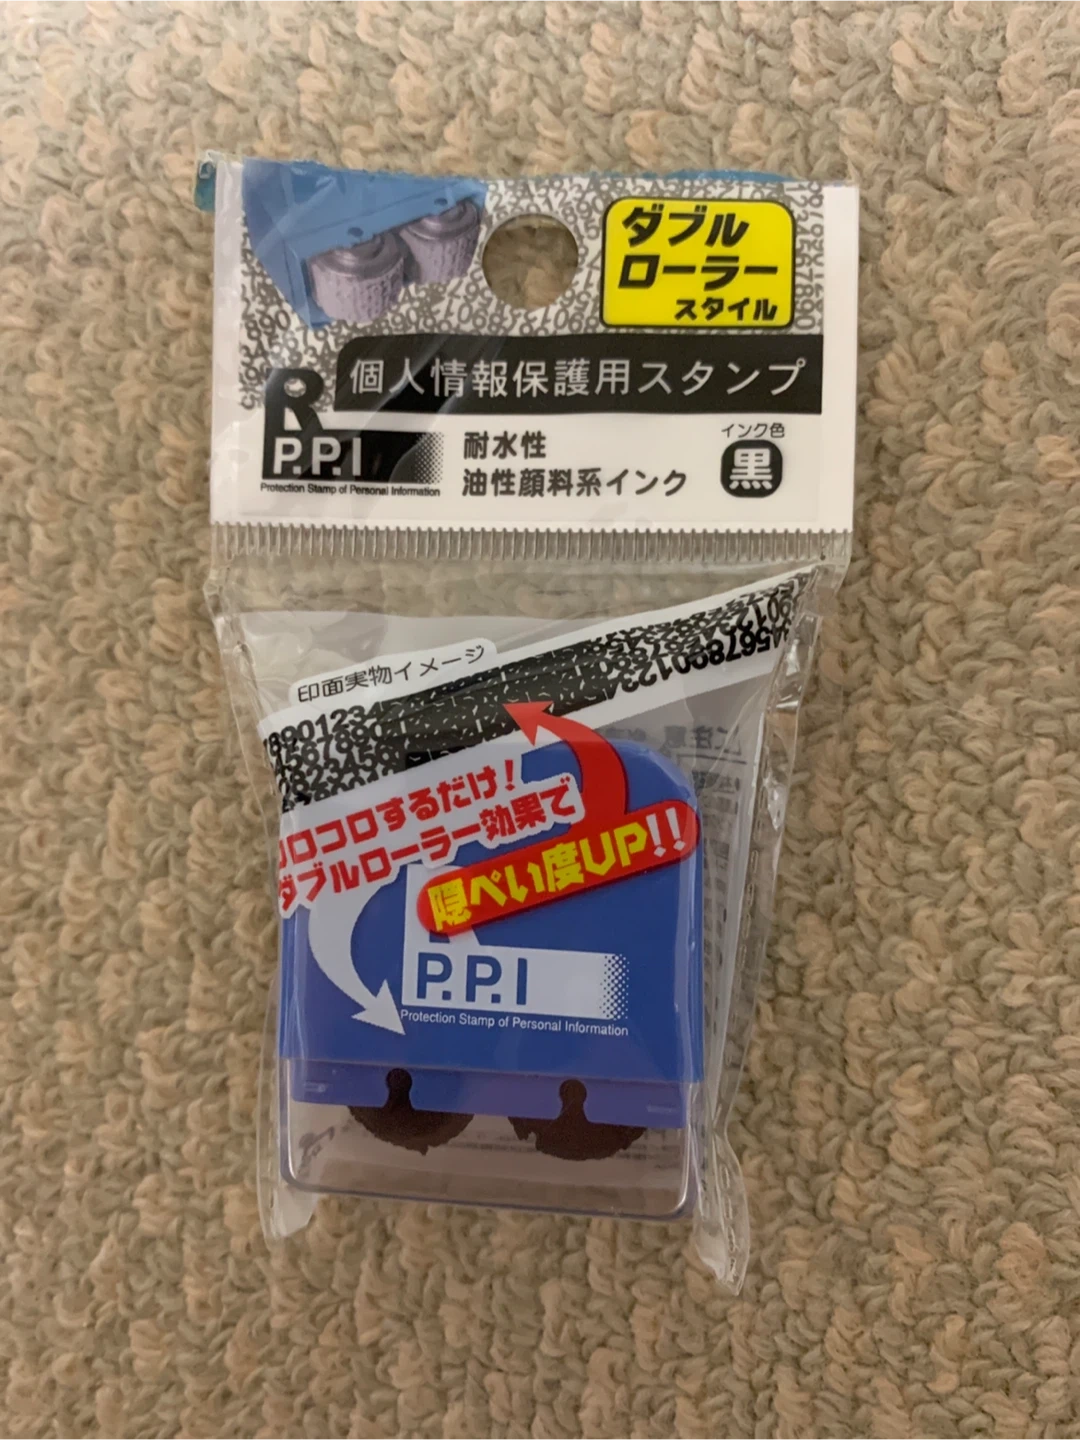 ダブル
ローラー
スタイル
個人情報保護用スタンプ
R
P.P.I
Protection Stamp of Personal Information
耐水性
油性顔料系インク
インク色
黒
印面実物イメージ
コロコロするだけ!
ダブルローラー効果で
隠ぺい度UP!!
P.P.I
Protection Stamp of Personal Information